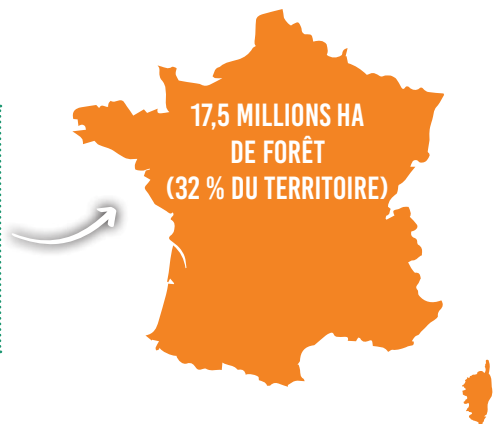 17,5 MILLIONS HA
DE FORÊT
(32 % DU TERRITOIRE)